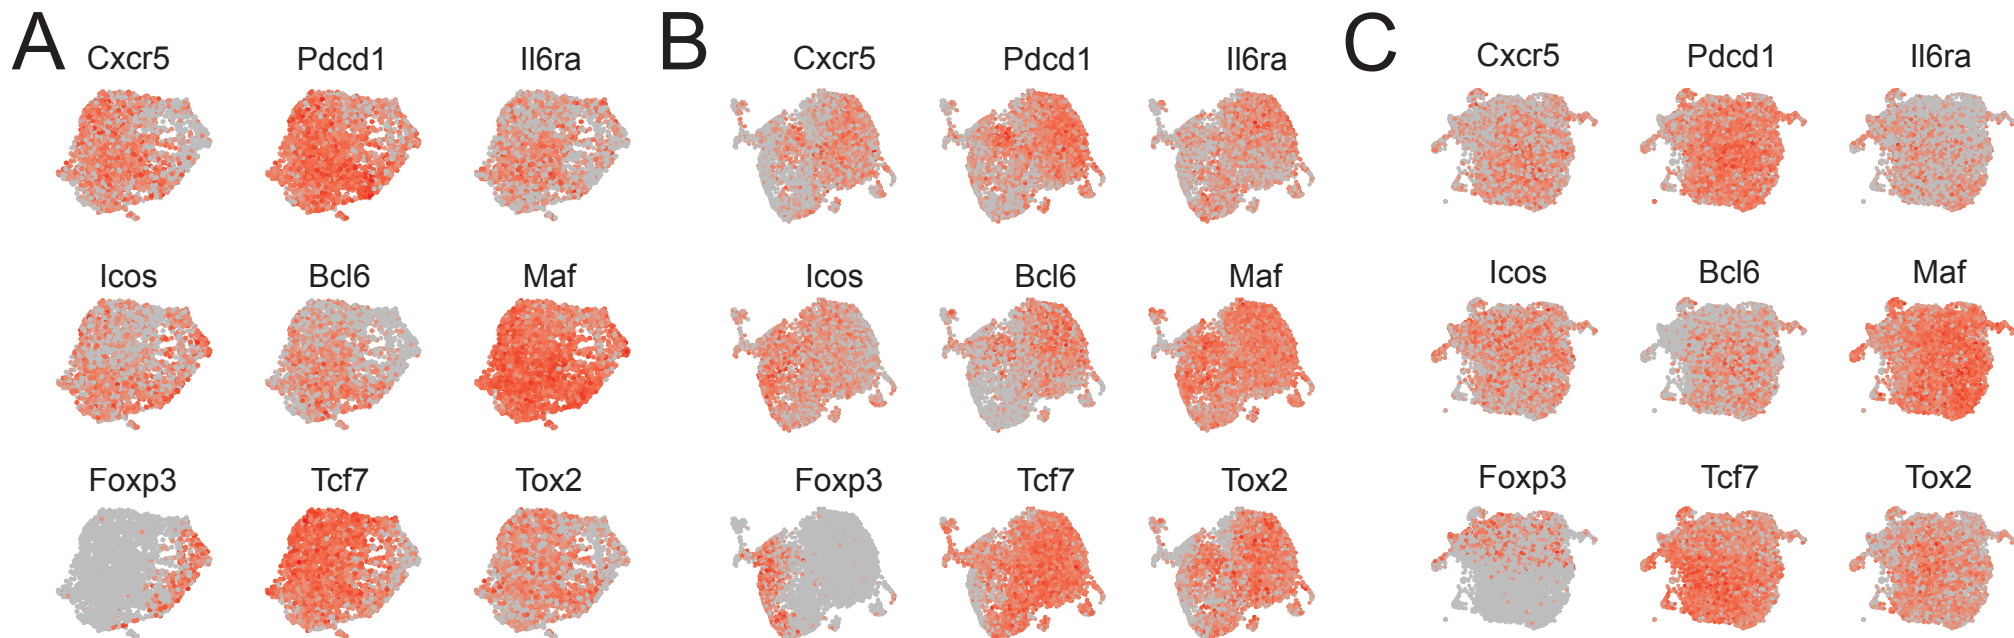 A
Cxcr5 Pdcd1 Il6ra
Icos Bcl6 Maf
Foxp3 Tcf7 Tox2
B
Cxcr5 Pdcd1 Il6ra
Icos Bcl6 Maf
Foxp3 Tcf7 Tox2
C
Cxcr5 Pdcd1 Il6ra
Icos Bcl6 Maf
Foxp3 Tcf7 Tox2